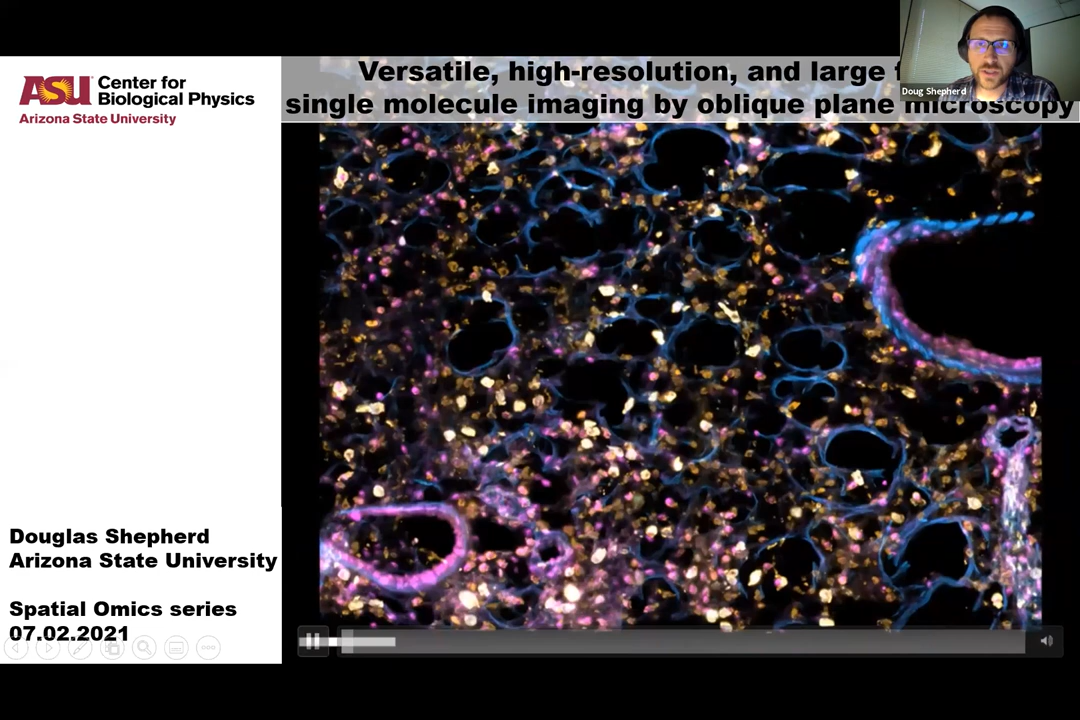 ASU Center for
Biological Physics
Arizona State University
Versatile, high-resolution, and large
single molecule imaging by oblique plane microscopy
Doug Shepherd
Douglas Shepherd
Arizona State University
Spatial Omics series
07.02.2021